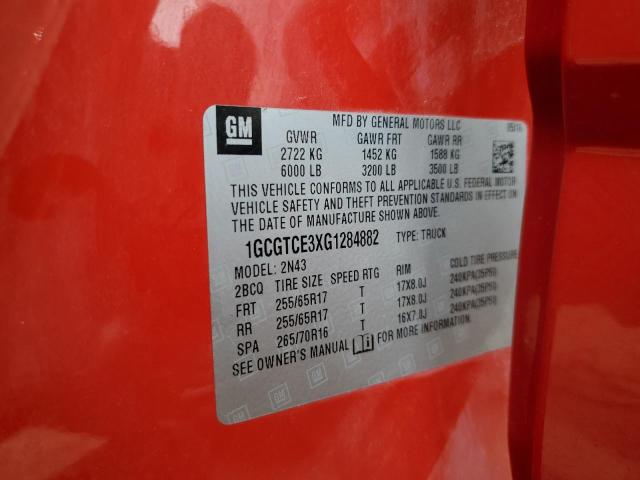 GM
MFD BY GENERAL MOTORS LLC 05/16
GVWR GAWR FRT GAWR RR
2722 KG 1452 KG 1588 KG
6000 LB 3200 LB 3500 LB
THIS VEHICLE CONFORMS TO ALL APPLICABLE U.S. FEDERAL MOTOR
VEHICLE SAFETY AND THEFT PREVENTION STANDARDS IN EFFECT ON
THE DATE OF MANUFACTURE SHOWN ABOVE.
1GCGTCE3XG1284882 TYPE: TRUCK
MODEL: 2N43
2BCQ TIRE SIZE SPEED RTG RIM COLD TIRE PRESSURE
FRT 255/65R17 T 17X8.0J 240KPA(35PSI)
RR 255/65R17 T 17X8.0J 240KPA(35PSI)
SPA 265/70R16 T 16X7.0J 240KPA(35PSI)
SEE OWNER'S MANUAL FOR MORE INFORMATION.